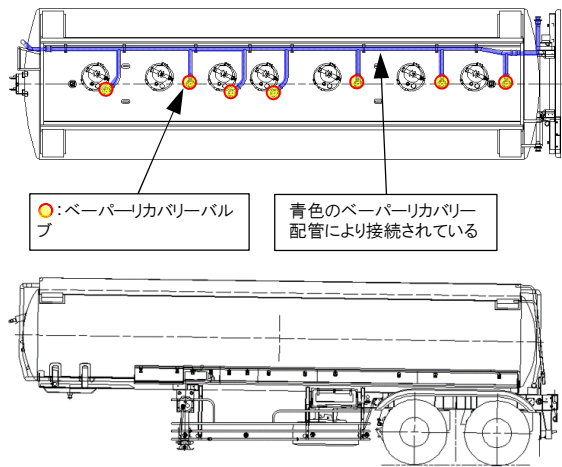 ：ベーパーリカバリーバル
ブ
青色のベーパーリカバリー
配管により接続されている